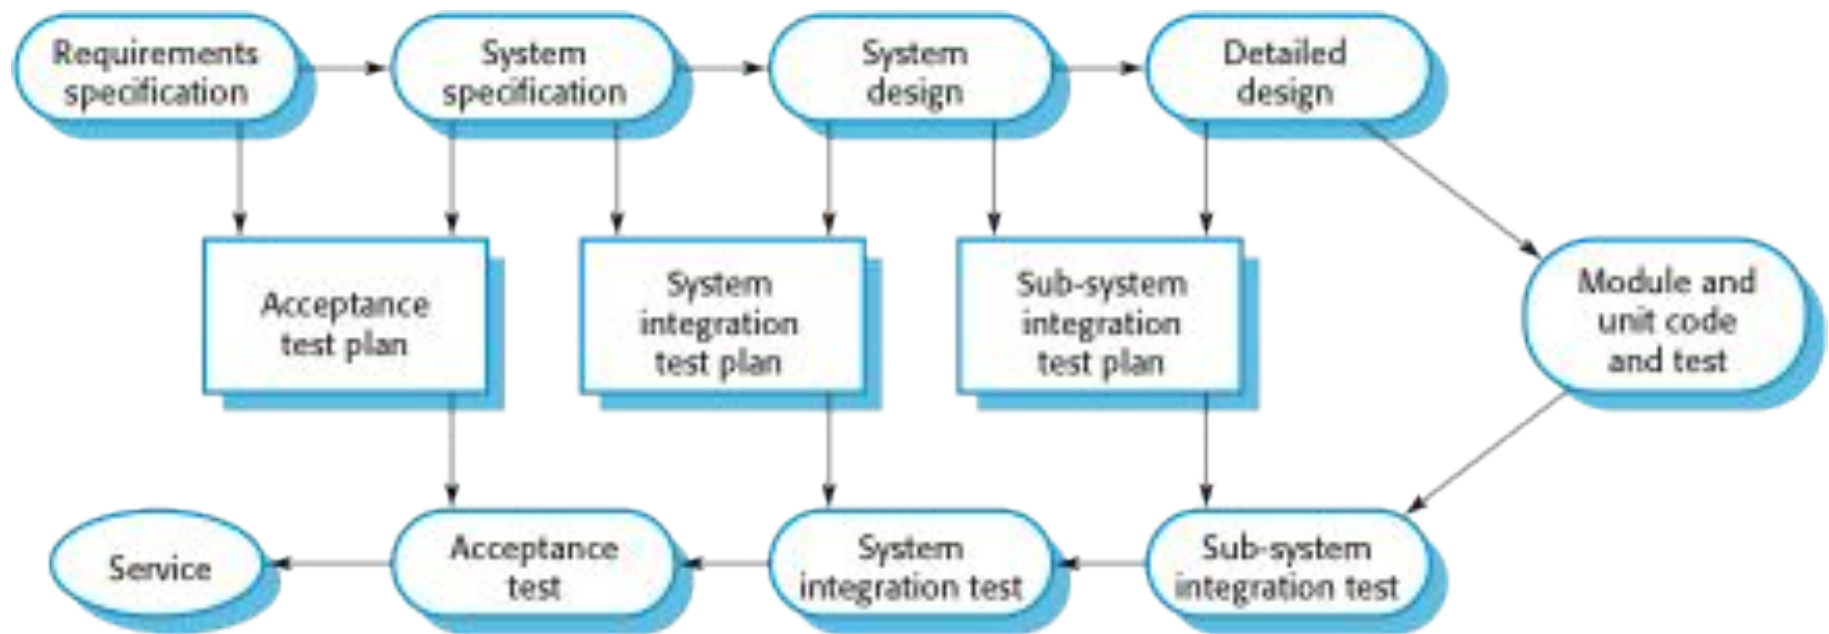 Requirements
specification
System
specification
System
design
Detailed
design
Acceptance
test plan
System
integration
test plan
Sub-system
integration
test plan
Module and
unit code
and test
Service
Acceptance
test
System
integration test
Sub-system
integration test